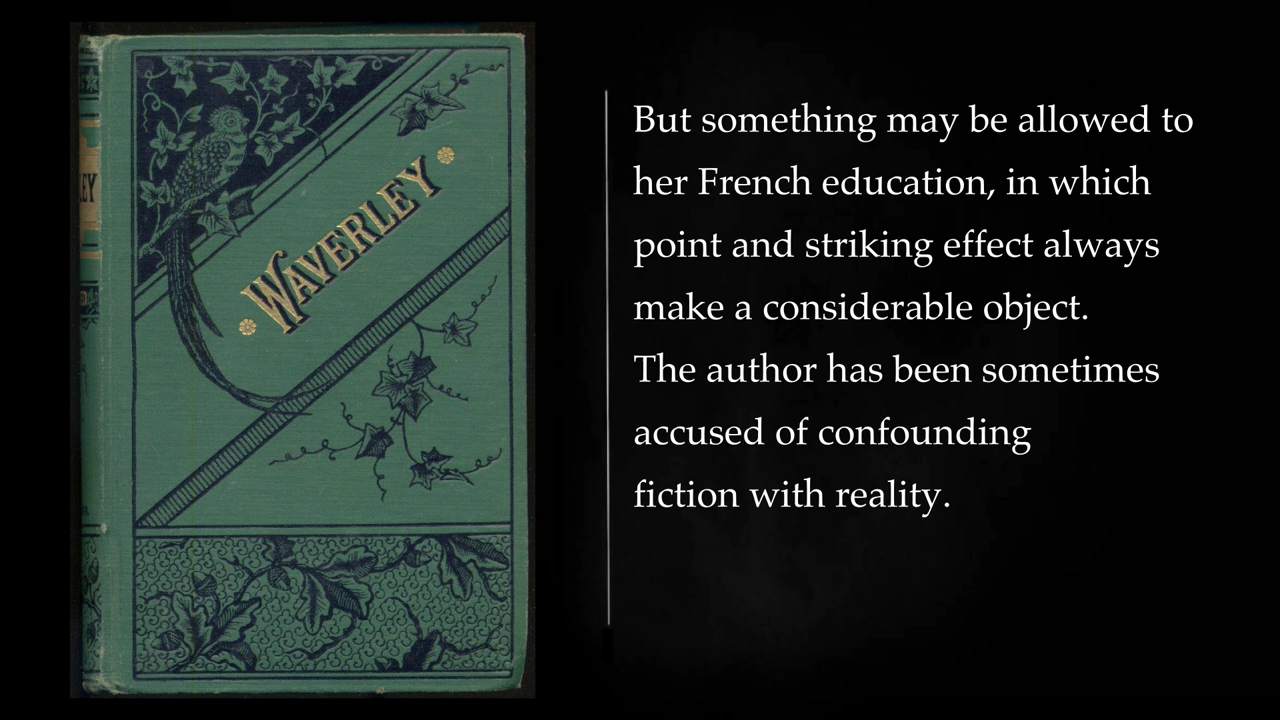 WAVERLEY
EY
But something may be allowed to
her French education, in which
point and striking effect always
make a considerable object.
The author has been sometimes
accused of confounding
fiction with reality.